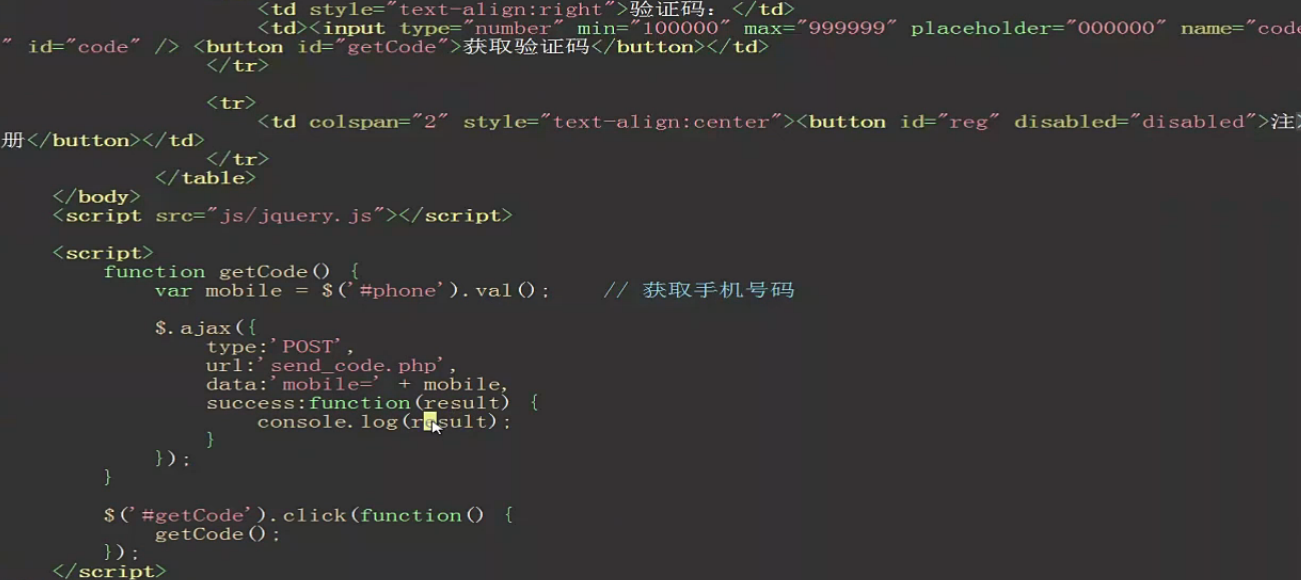 <td style="text-align:right">验证码：</td>
<td><input type="number" min="100000" max="999999" placeholder="000000" name="code
" id="code" /> <button id="getCode">获取验证码</button></td>
</tr>
<tr>
<td colspan="2" style="text-align:center"><button id="reg" disabled="disabled">注
册</button></td>
</tr>
</table>
</body>
<script src="js/jquery.js"></script>
<script>
function getCode() {
var mobile = $('#phone').val(); // 获取手机号码
$.ajax({
type:'POST',
url:'send_code.php',
data:'mobile=' + mobile,
success:function(result) {
console.log(result);
}
});
}
$('#getCode').click(function() {
getCode();
});
</script>